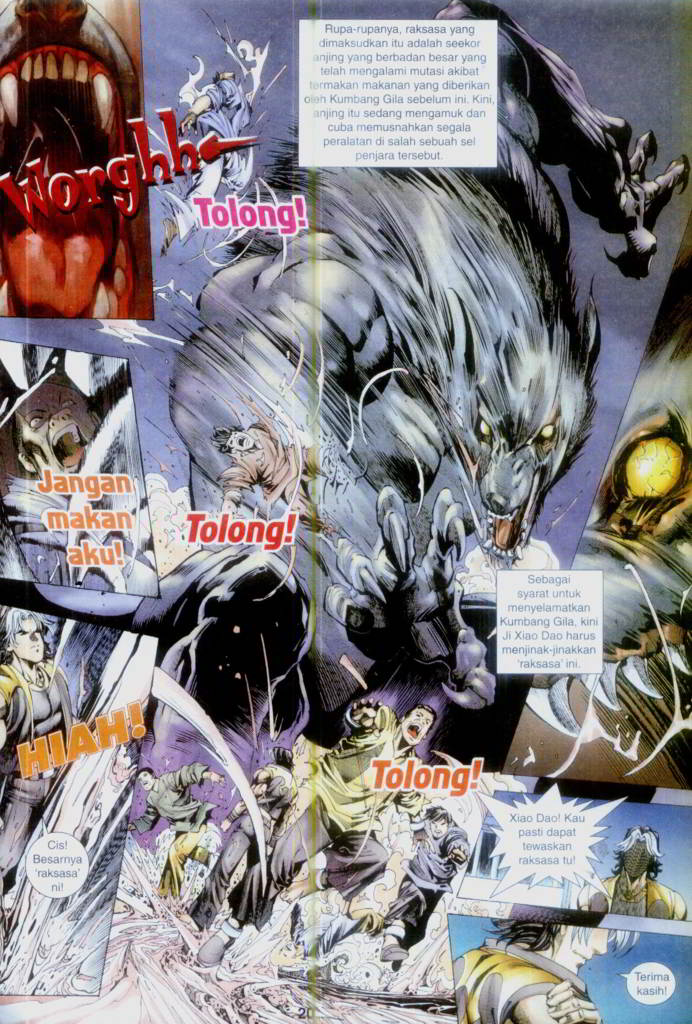 Rupa-rupanya, raksasa yang
dimaksudkan itu adalah seekor
anjing yang berbadan besar yang
telah mengalami mutasi akibat
termakan makanan yang diberikan
oleh Kumbang Gila sebelum ini. Kini,
anjing itu sedang mengamuk dan
cuba memusnahkan segala
peralatan di salah sebuah sel
penjara tersebut.
Worghh
Tolong!
Jangan
makan
aku!
Tolong!
Sebagai
syarat untuk
menyelamatkan
Kumbang Gila, kini
Ji Xiao Dao harus
menjinak-jinakkan
'raksasa' ini.
HIAH!
Cis!
Besarnya
'raksasa'
ni!
Tolong!
Xiao Dao! Kau
pasti dapat
tewaskan
raksasa tu!
Terima
kasih!